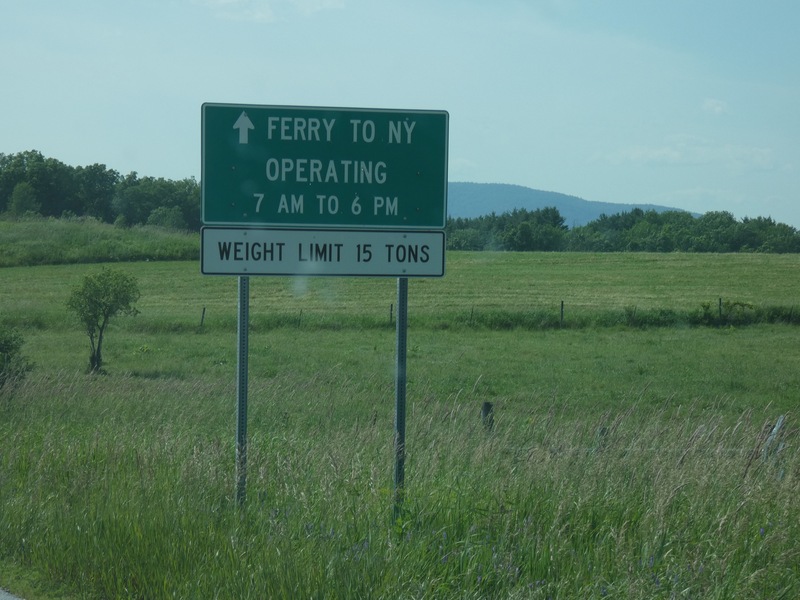 FERRY TO NY
OPERATING
7 AM TO 6 PM
WEIGHT LIMIT 15 TONS